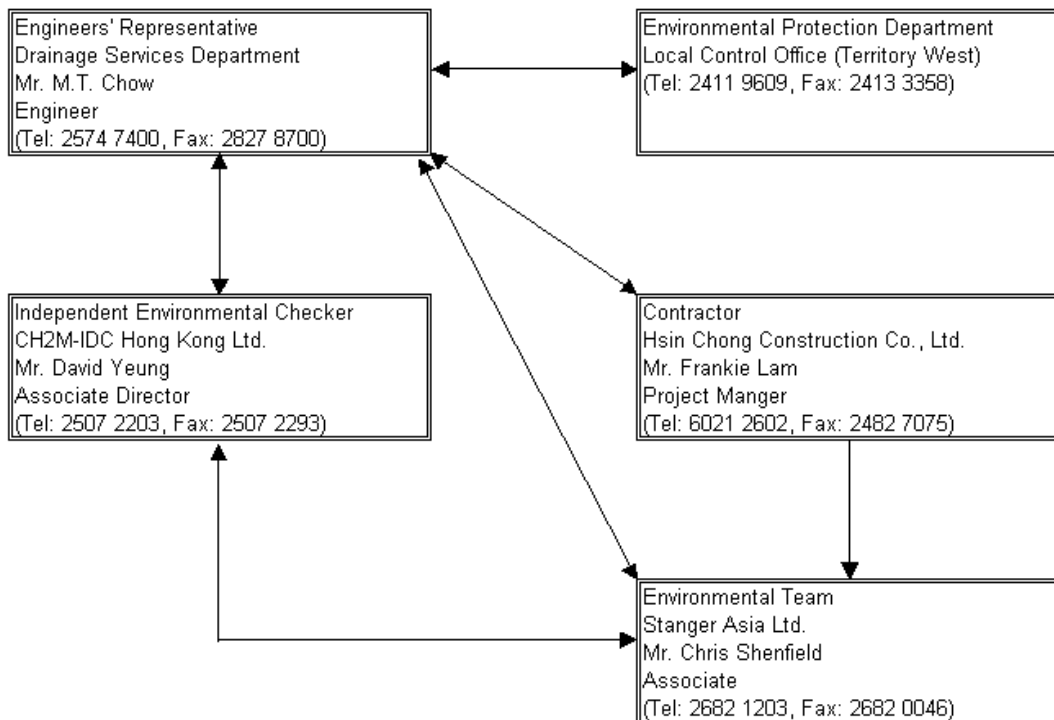 Engineers' Representative
Drainage Services Department
Mr. M.T. Chow
Engineer
(Tel: 2574 7400, Fax: 2827 8700)
Environmental Protection Department
Local Control Office (Territory West)
(Tel: 2411 9609, Fax: 2413 3358)
Independent Environmental Checker
CH2M-IDC Hong Kong Ltd.
Mr. David Yeung
Associate Director
(Tel: 2507 2203, Fax: 2507 2293)
Contractor
Hsin Chong Construction Co., Ltd.
Mr. Frankie Lam
Project Manger
(Tel: 6021 2602, Fax: 2482 7075)
Environmental Team
Stanger Asia Ltd.
Mr. Chris Shenfield
Associate
(Tel: 2682 1203, Fax: 2682 0046)